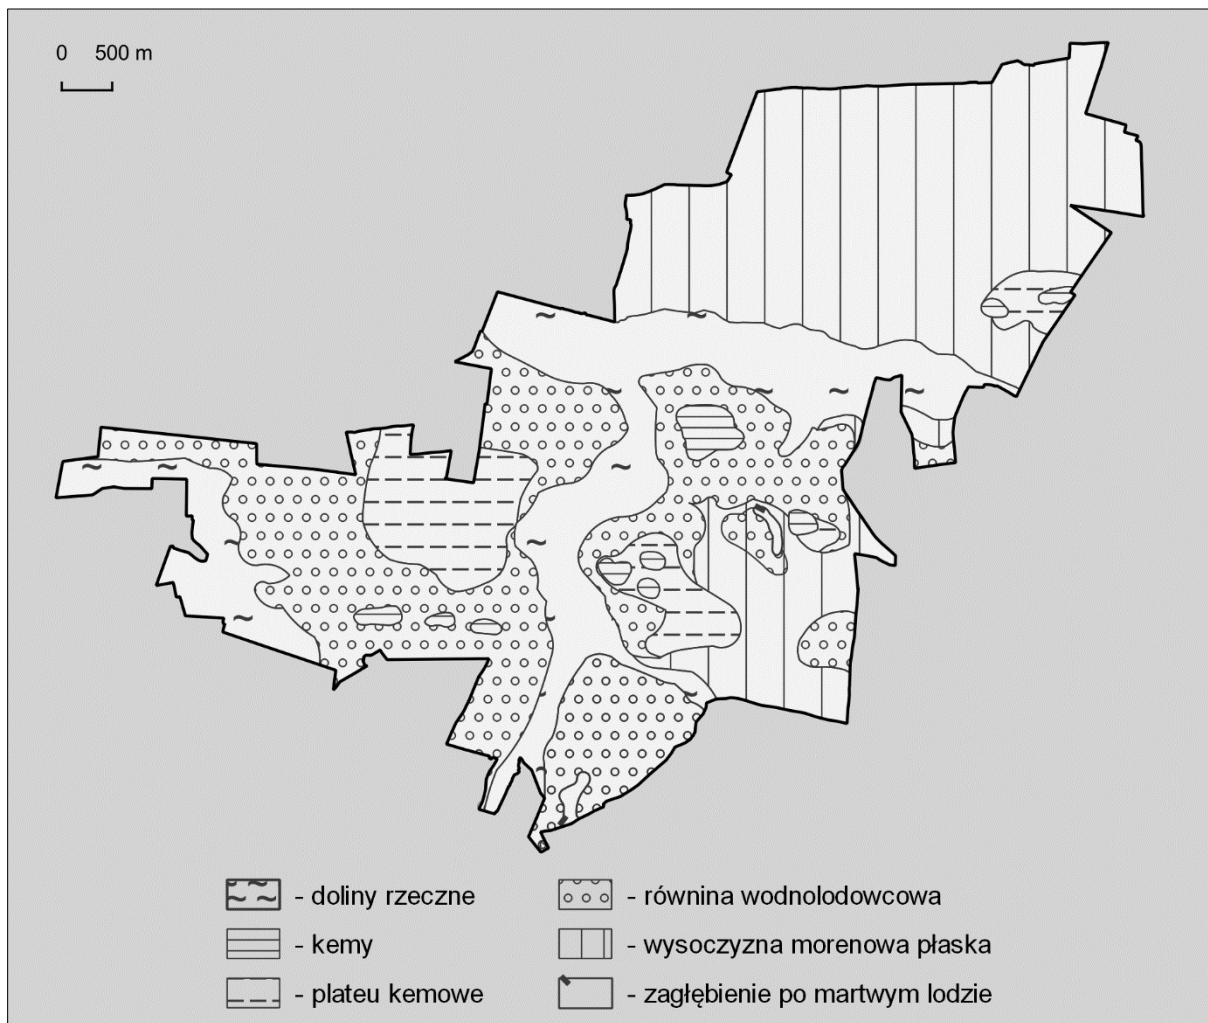 0 500 m
- doliny rzeczne
- równina wodnolodowcowa
- kemy
- wysoczyzna morenowa płaska
- plateu kemowe
- zagłębienie po martwym lodzie